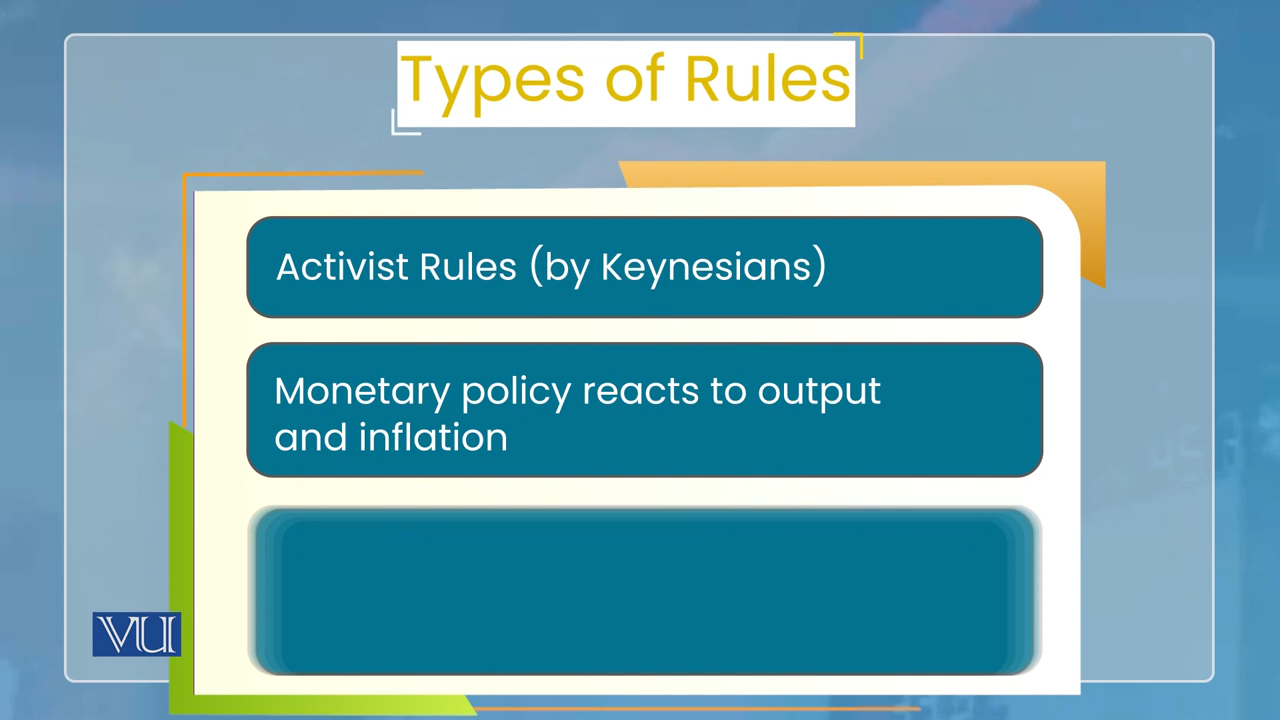 Types of Rules
Activist Rules (by Keynesians)
Monetary policy reacts to output
and inflation
VU